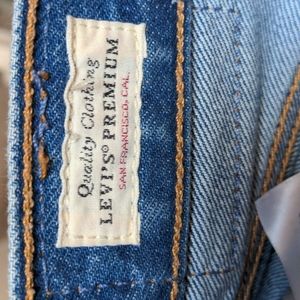 Quality Clothing
LEVI'S® PREMIUM
SAN FRANCISCO, CAL.